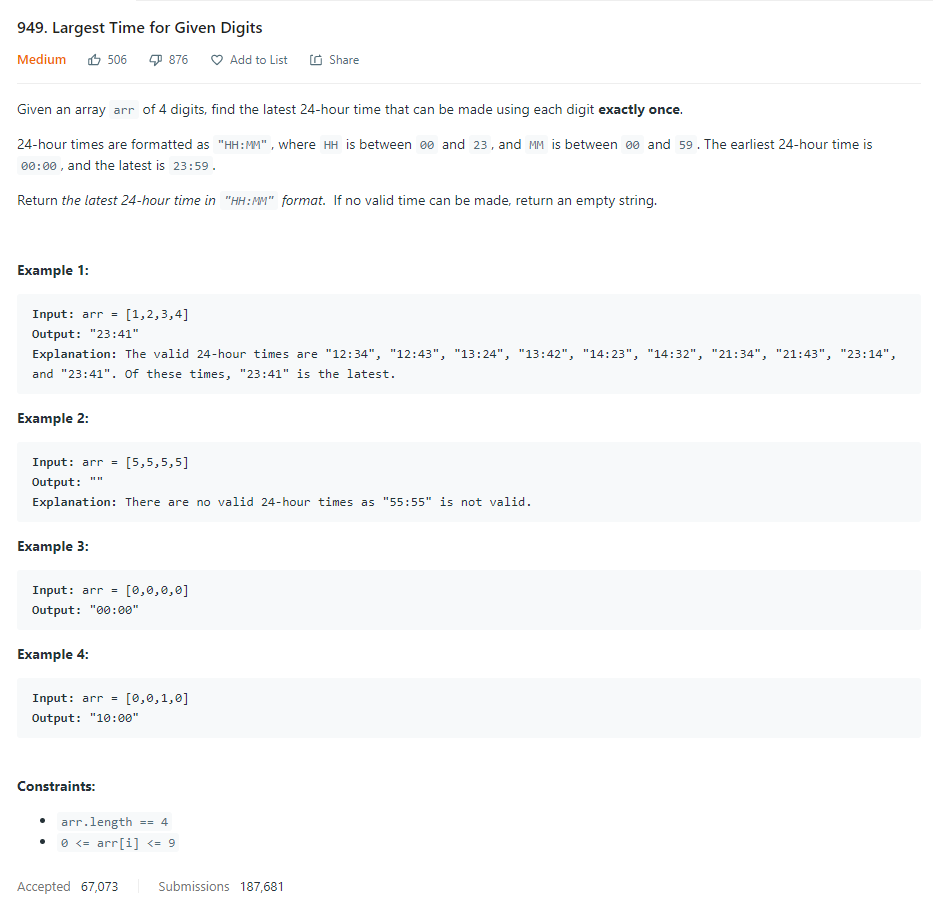 949. Largest Time for Given Digits
Medium 506 876 Add to List Share
Given an array arr of 4 digits, find the latest 24-hour time that can be made using each digit exactly once.
24-hour times are formatted as "HH:MM", where HH is between 00 and 23, and MM is between 00 and 59. The earliest 24-hour time is
00:00, and the latest is 23:59.
Return the latest 24-hour time in "HH:MM" format. If no valid time can be made, return an empty string.
Example 1:
Input: arr = [1,2,3,4]
Output: "23:41"
Explanation: The valid 24-hour times are "12:34", "12:43", "13:24", "13:42", "14:23", "14:32", "21:34", "21:43", "23:14",
and "23:41". Of these times, "23:41" is the latest.
Example 2:
Input: arr = [5,5,5,5]
Output: ""
Explanation: There are no valid 24-hour times as "55:55" is not valid.
Example 3:
Input: arr = [0,0,0,0]
Output: "00:00"
Example 4:
Input: arr = [0,0,1,0]
Output: "10:00"
Constraints:
• arr.length == 4
• 0 <= arr[i] <= 9
Accepted 67,073 Submissions 187,681